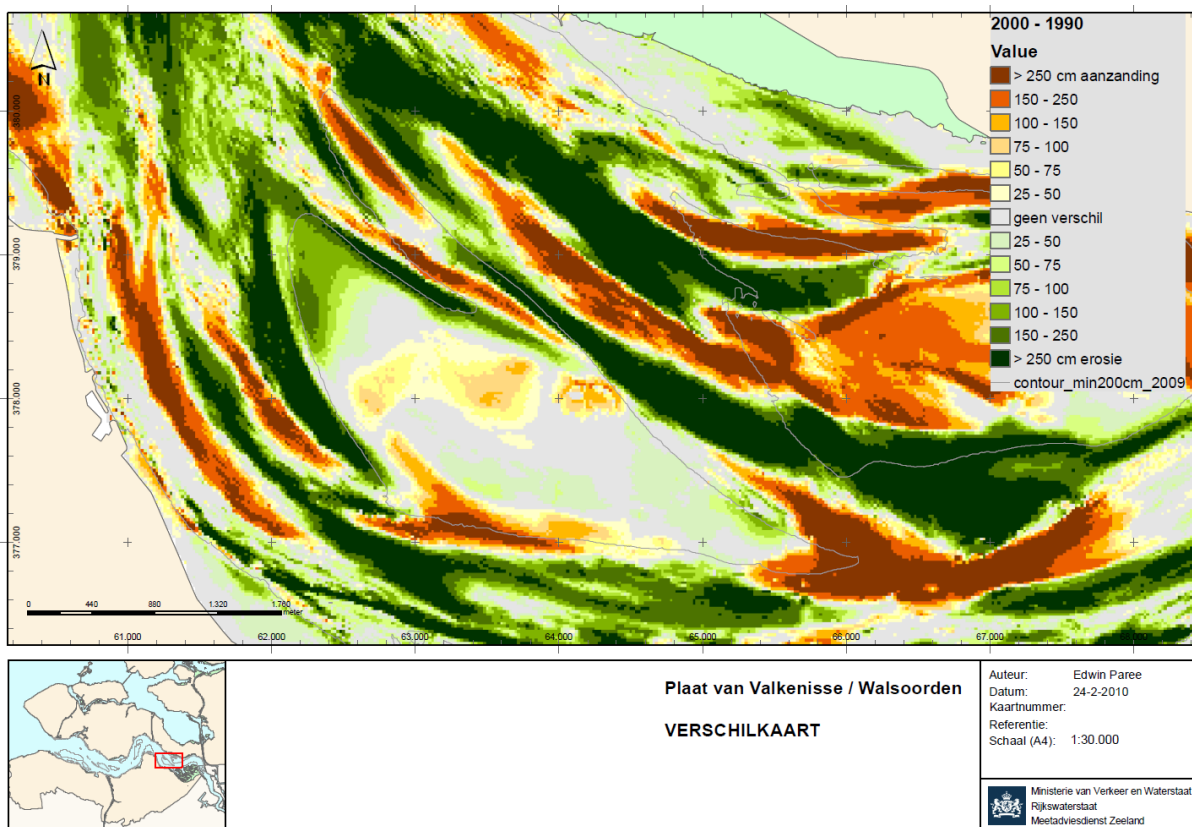 2000 - 1990
Value
> 250 cm aanzanding
150 - 250
100 - 150
75 - 100
50 - 75
25 - 50
geen verschil
25 - 50
50 - 75
75 - 100
100 - 150
150 - 250
> 250 cm erosie
contour_min200cm_2009
N
380.000
379.000
378.000
377.000
0 440 880 1.320 1.760
meter
61.000 62.000 63.000 64.000 65.000 66.000 67.000 68.000
Plaat van Valkenisse / Walsoorden
VERSCHILKAART
Auteur: Edwin Paree
Datum: 24-2-2010
Kaartnummer:
Referentie:
Schaal (A4): 1:30.000
Ministerie van Verkeer en Waterstaat
Rijkswaterstaat
Meetadviesdienst Zeeland